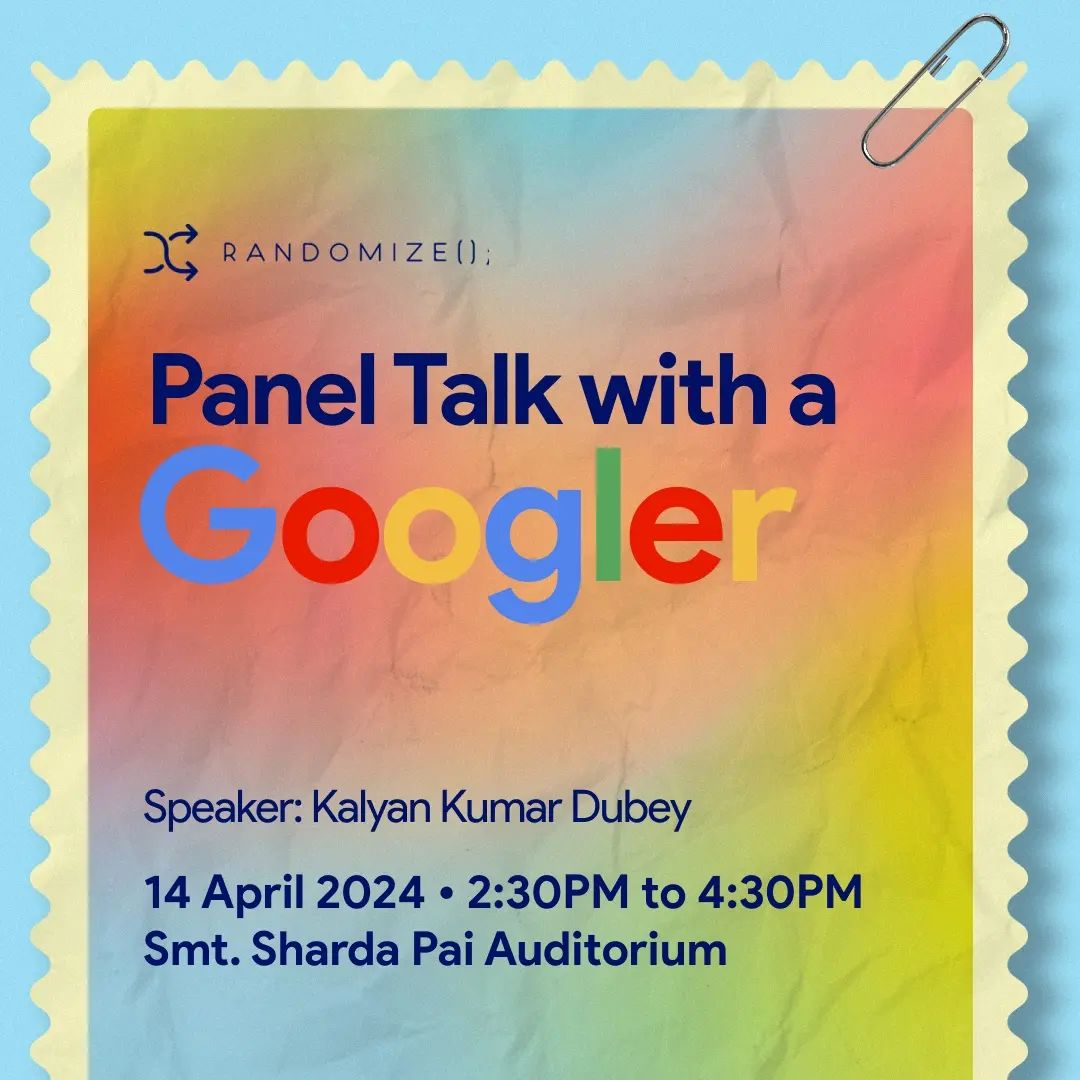 RANDOMIZE();
Panel Talk with a
Googler
Speaker: Kalyan Kumar Dubey
14 April 2024 • 2:30PM to 4:30PM
Smt. Sharda Pai Auditorium